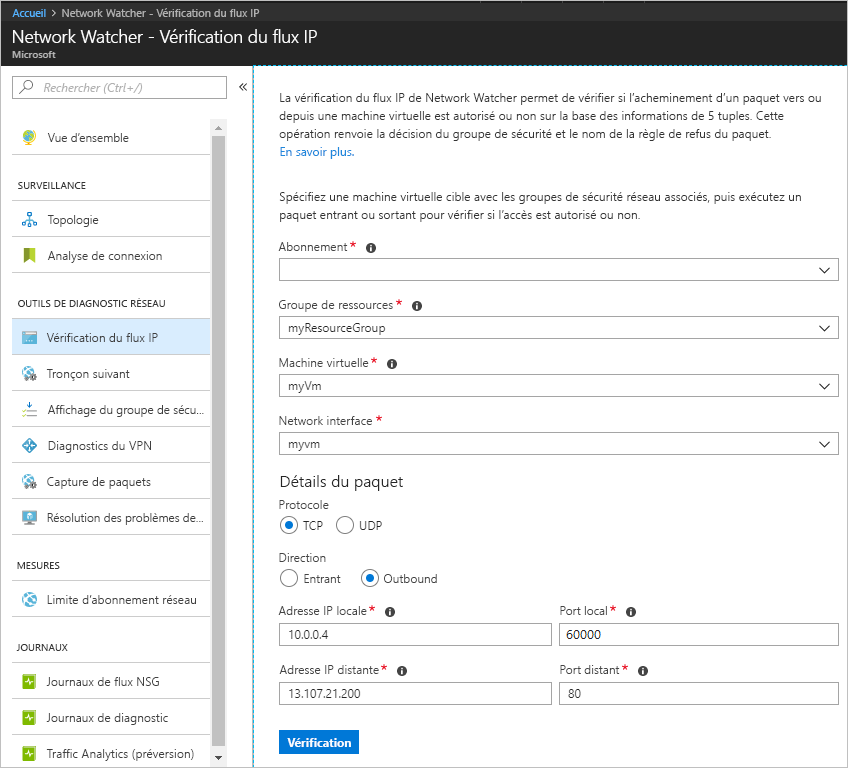 Accueil > Network Watcher - Vérification du flux IP
Network Watcher - Vérification du flux IP
Microsoft
Rechercher (Ctrl+/)
Vue d'ensemble
SURVEILLANCE
Topologie
Analyse de connexion
OUTILS DE DIAGNOSTIC RÉSEAU
Vérification du flux IP
Tronçon suivant
Affichage du groupe de sécu...
Diagnostics du VPN
Capture de paquets
Résolution des problèmes de...
MESURES
Limite d'abonnement réseau
JOURNAUX
Journaux de flux NSG
Journaux de diagnostic
Traffic Analytics (préversion)
La vérification du flux IP de Network Watcher permet de vérifier si l'acheminement d'un paquet vers ou
depuis une machine virtuelle est autorisé ou non sur la base des informations de 5 tuples. Cette
opération renvoie la décision du groupe de sécurité et le nom de la règle de refus du paquet.
En savoir plus.
Spécifiez une machine virtuelle cible avec les groupes de sécurité réseau associés, puis exécutez un
paquet entrant ou sortant pour vérifier si l'accès est autorisé ou non.
Abonnement *
Groupe de ressources *
myResourceGroup
Machine virtuelle *
myVm
Network interface *
myvm
Détails du paquet
Protocole
TCP UDP
Direction
Entrant Outbound
Adresse IP locale * Port local *
10.0.0.4 60000
Adresse IP distante * Port distant *
13.107.21.200 80
Vérification